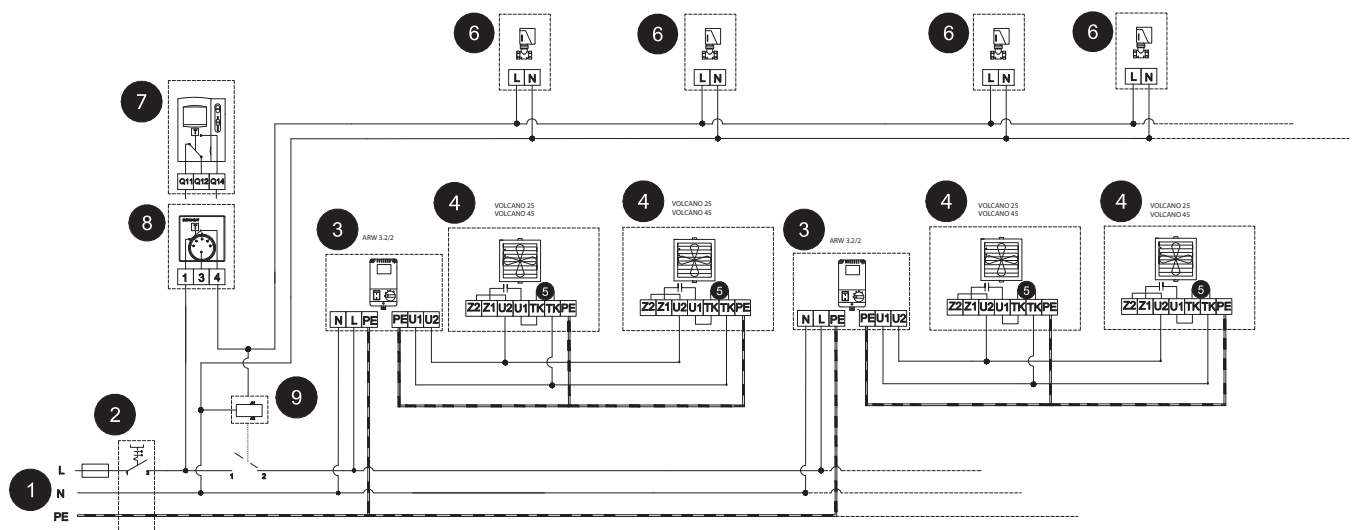 6 6 6 6
L N L N L N L N
7
Q11 Q12 Q14
8
1 3 4
3
ARW 3.2/2
N L PE PE U1 U2
4
VOLCANO 25
VOLCANO 45
5
Z2 Z1 U2 U1 TK TK PE
4
VOLCANO 25
VOLCANO 45
5
Z2 Z1 U2 U1 TK TK PE
3
ARW 3.2/2
N L PE PE U1 U2
4
VOLCANO 25
VOLCANO 45
5
Z2 Z1 U2 U1 TK TK PE
4
VOLCANO 25
VOLCANO 45
5
Z2 Z1 U2 U1 TK TK PE
9
2
1
L
N
PE
1 2
1 2